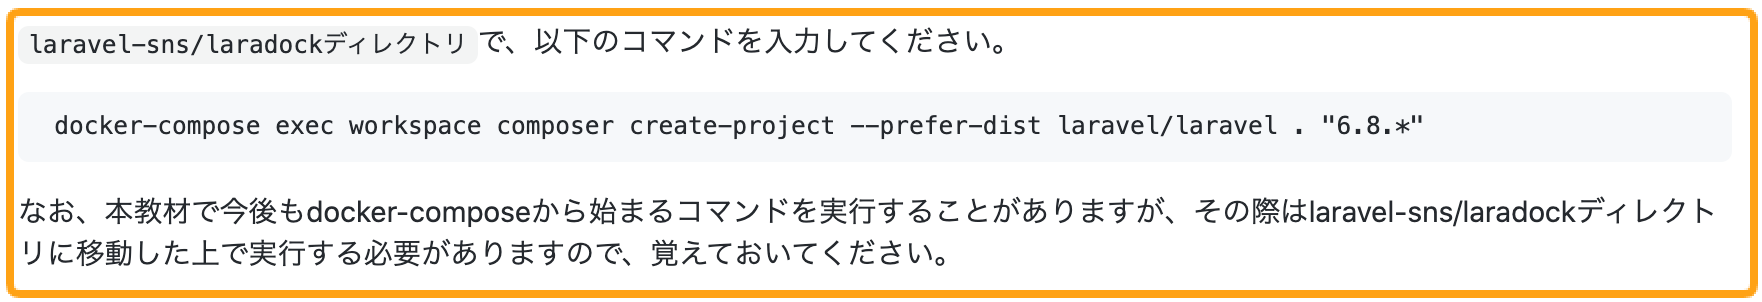 laravel-sns/laradockディレクトリで、以下のコマンドを入力してください。
docker-compose exec workspace composer create-project --prefer-dist laravel/laravel . "6.8.*"
なお、本教材で今後もdocker-composeから始まるコマンドを実行することがありますが、その際はlaravel-sns/laradockディレクト
リに移動した上で実行する必要がありますので、覚えておいてください。